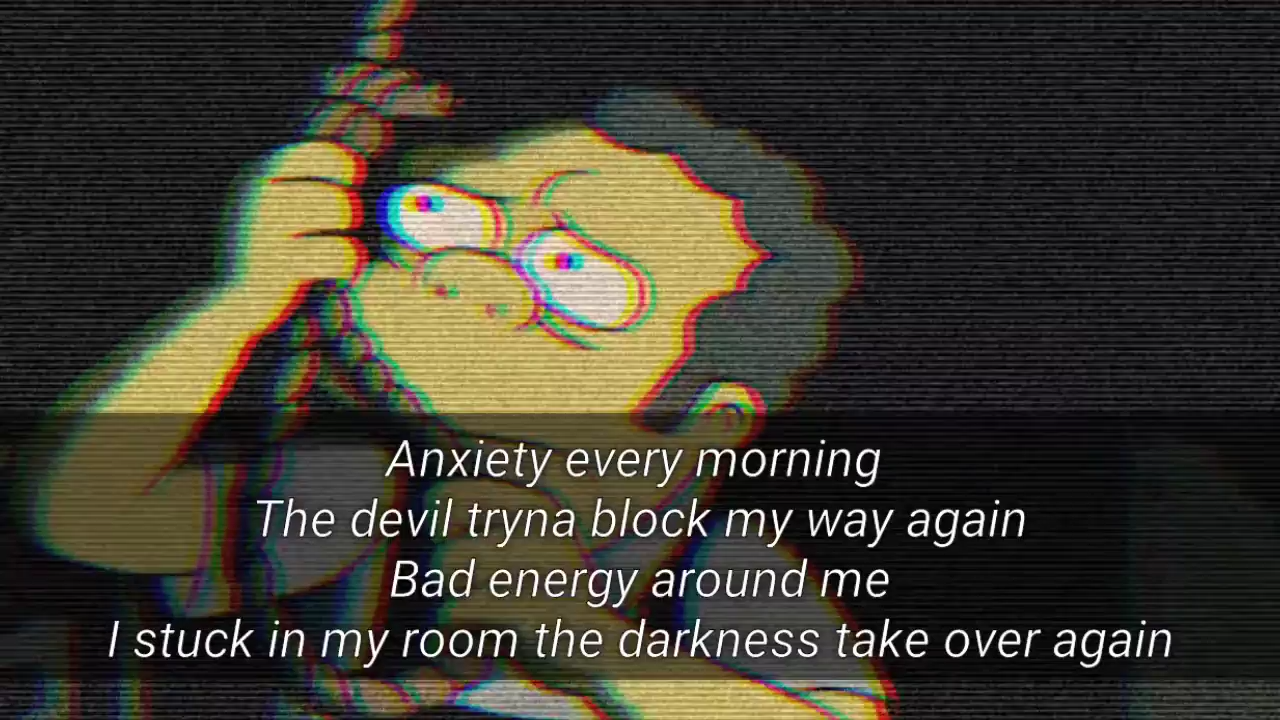 Anxiety every morning
The devil tryna block my way again
Bad energy around me
I stuck in my room the darkness take over again